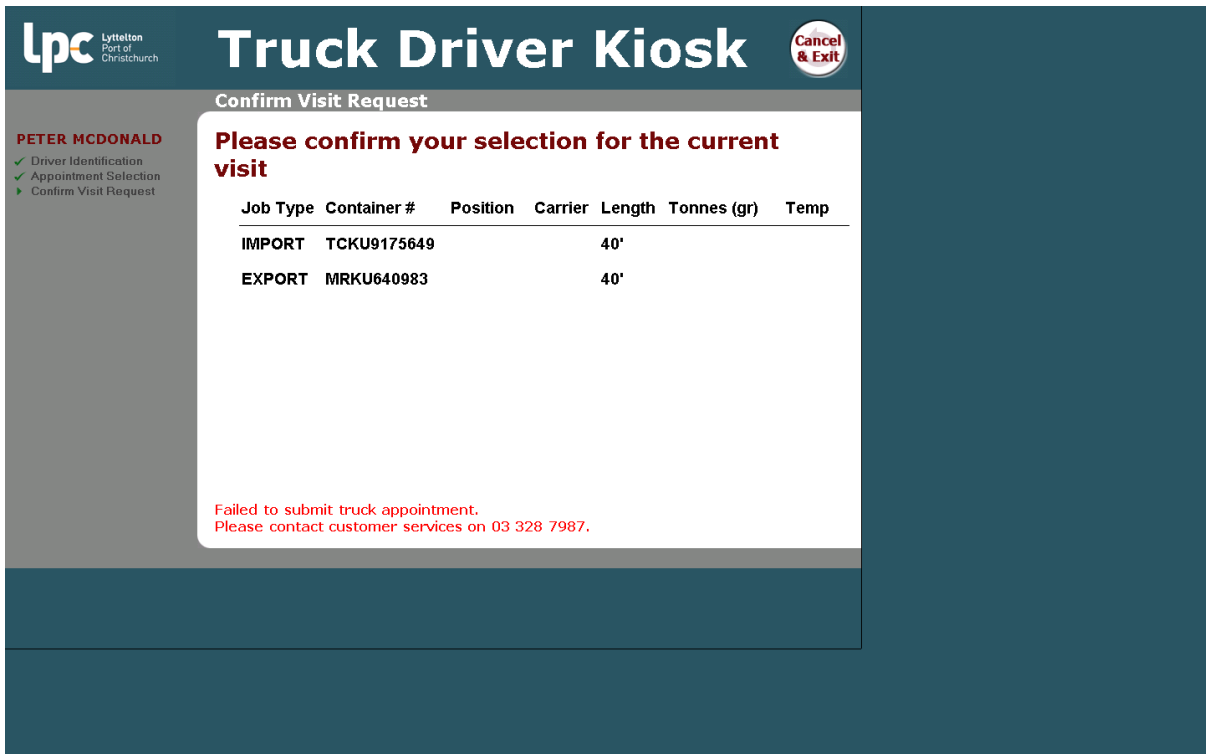 lpc Lyttelton
Port of
Christchurch
Truck Driver Kiosk
Cancel
& Exit
Confirm Visit Request
PETER MCDONALD
Driver Identification
Appointment Selection
Confirm Visit Request
Please confirm your selection for the current
visit
Job Type Container # Position Carrier Length Tonnes (gr) Temp
IMPORT TCKU9175649 40'
EXPORT MRKU640983 40'
Failed to submit truck appointment.
Please contact customer services on 03 328 7987.